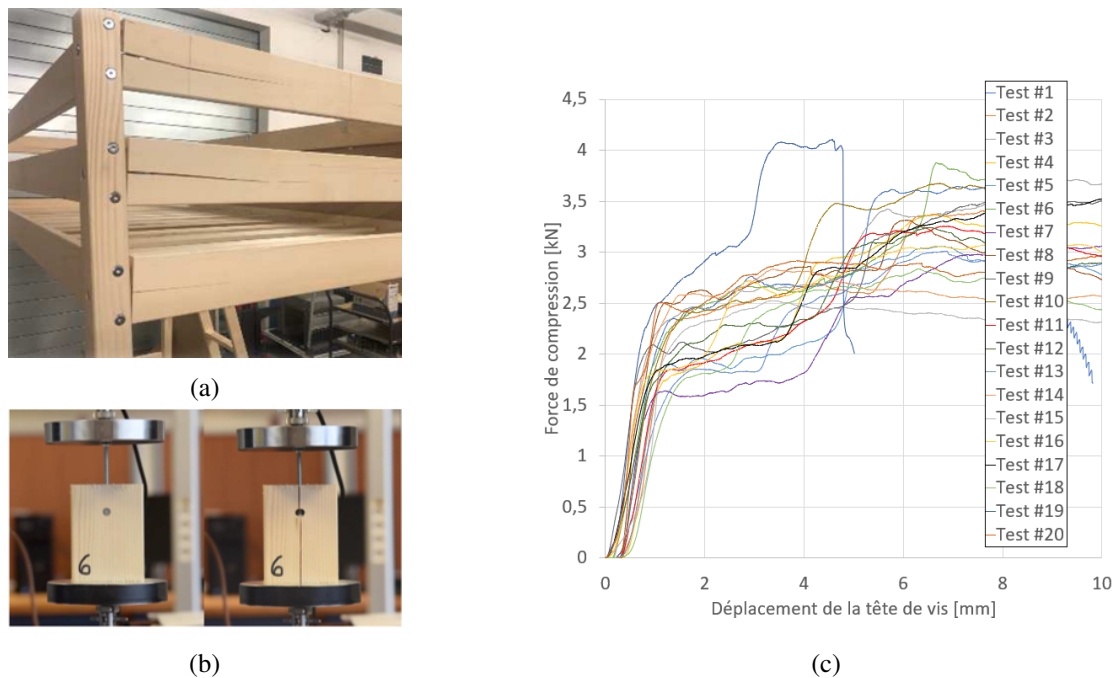 (a)
6
6
(b)
4,5
4
3,5
3
2,5
2
1,5
1
0,5
0
Force de compression [kN]
0
2
4
6
8
10
Déplacement de la tête de vis [mm]
Test #1
Test #2
Test #3
Test #4
Test #5
Test #6
Test #7
Test #8
Test #9
Test #10
Test #11
Test #12
Test #13
Test #14
Test #15
Test #16
Test #17
Test #18
Test #19
Test #20
(c)